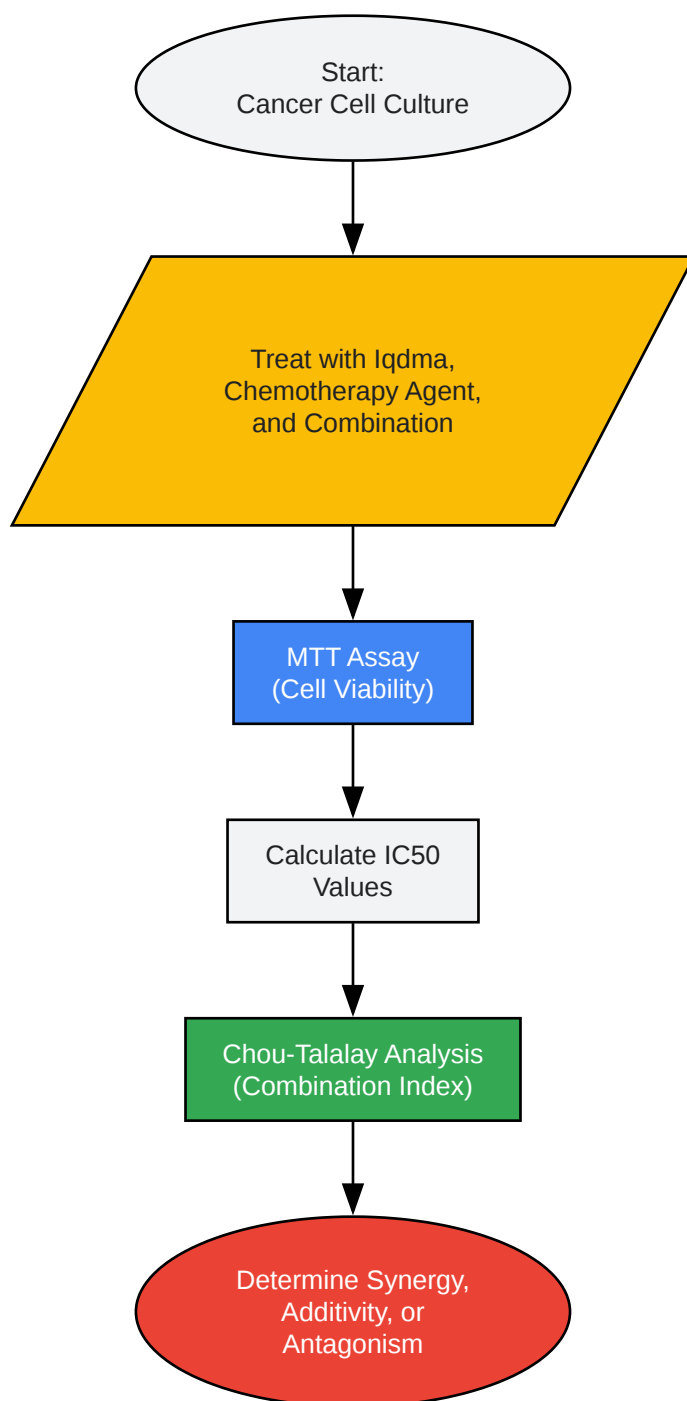 Start:
Cancer Cell Culture
Treat with Iqdma,
Chemotherapy Agent,
and Combination
MTT Assay
(Cell Viability)
Calculate IC50
Values
Chou-Talalay Analysis
(Combination Index)
Determine Synergy,
Additivity, or
Antagonism